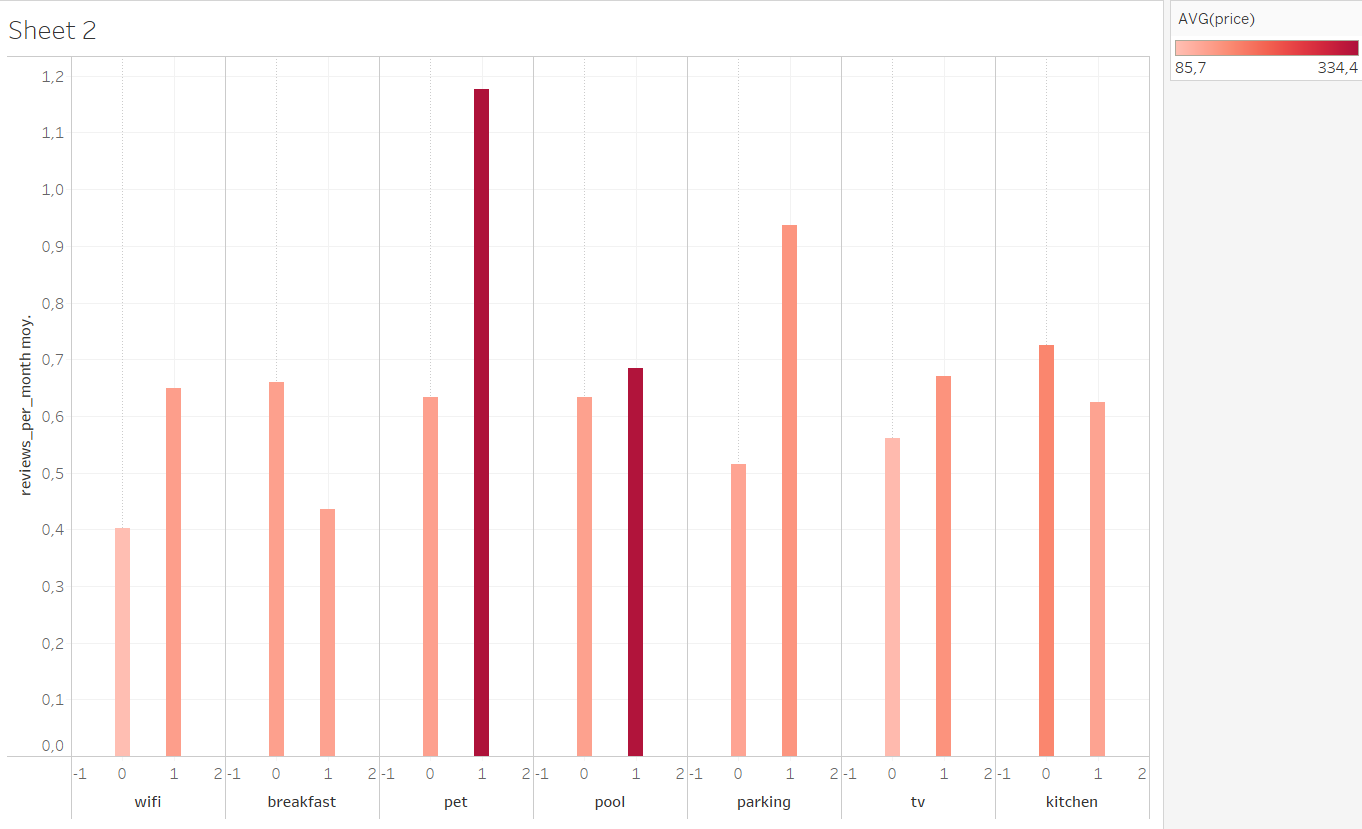 Sheet 2
AVG(price)
85,7 334,4
reviews_per_month moy.
1,2
1,1
1,0
0,9
0,8
0,7
0,6
0,5
0,4
0,3
0,2
0,1
0,0
-1 0 1 2 -1 0 1 2 -1 0 1 2 -1 0 1 2 -1 0 1 2 -1 0 1 2 -1 0 1 2
wifi breakfast pet pool parking tv kitchen